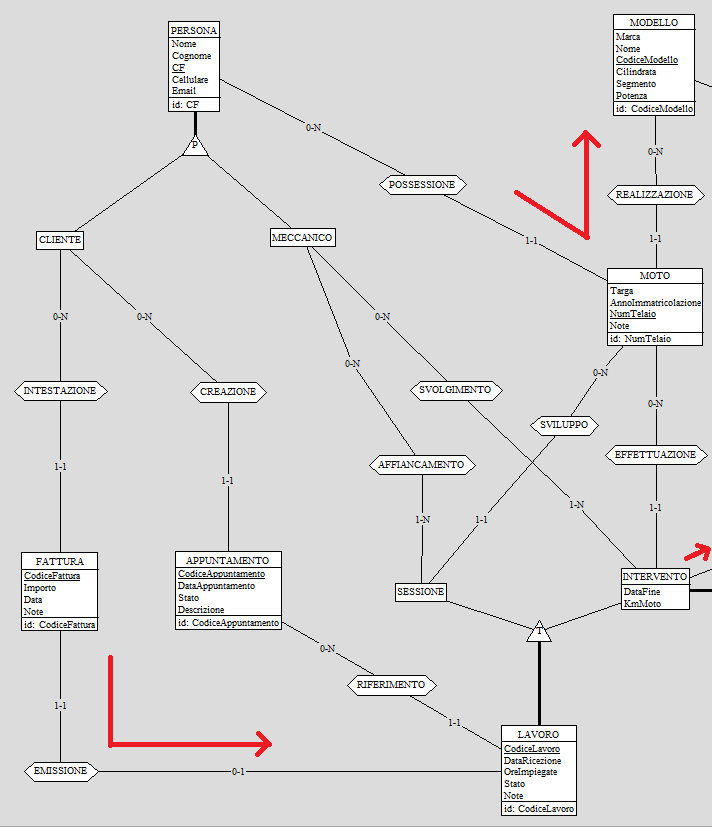 PERSONA
Nome
Cognome
CF
Cellulare
Email
id: CF
MODELLO
Marca
Nome
CodiceModello
Cilindrata
Segmento
Potenza
id: CodiceModello
P
0-N
POSSESSIONE
1-1
0-N
REALIZZAZIONE
1-1
CLIENTE
MECCANICO
MOTO
Targa
AnnoImmatricolazione
NumTelaio
Note
id: NumTelaio
0-N
0-N
0-N
0-N
0-N
0-N
INTESTAZIONE
CREAZIONE
SVOLGIMENTO
SVILUPPO
EFFETTUAZIONE
AFFIANCAMENTO
1-1
1-1
1-N
1-1
1-N
1-1
FATTURA
CodiceFattura
Importo
Data
Note
id: CodiceFattura
APPUNTAMENTO
CodiceAppuntamento
DataAppuntamento
Stato
Descrizione
id: CodiceAppuntamento
SESSIONE
INTERVENTO
DataFine
KmMoto
T
0-N
RIFERIMENTO
1-1
1-1
EMISSIONE
0-1
LAVORO
CodiceLavoro
DataRicezione
OreImpiegate
Stato
Note
id: CodiceLavoro